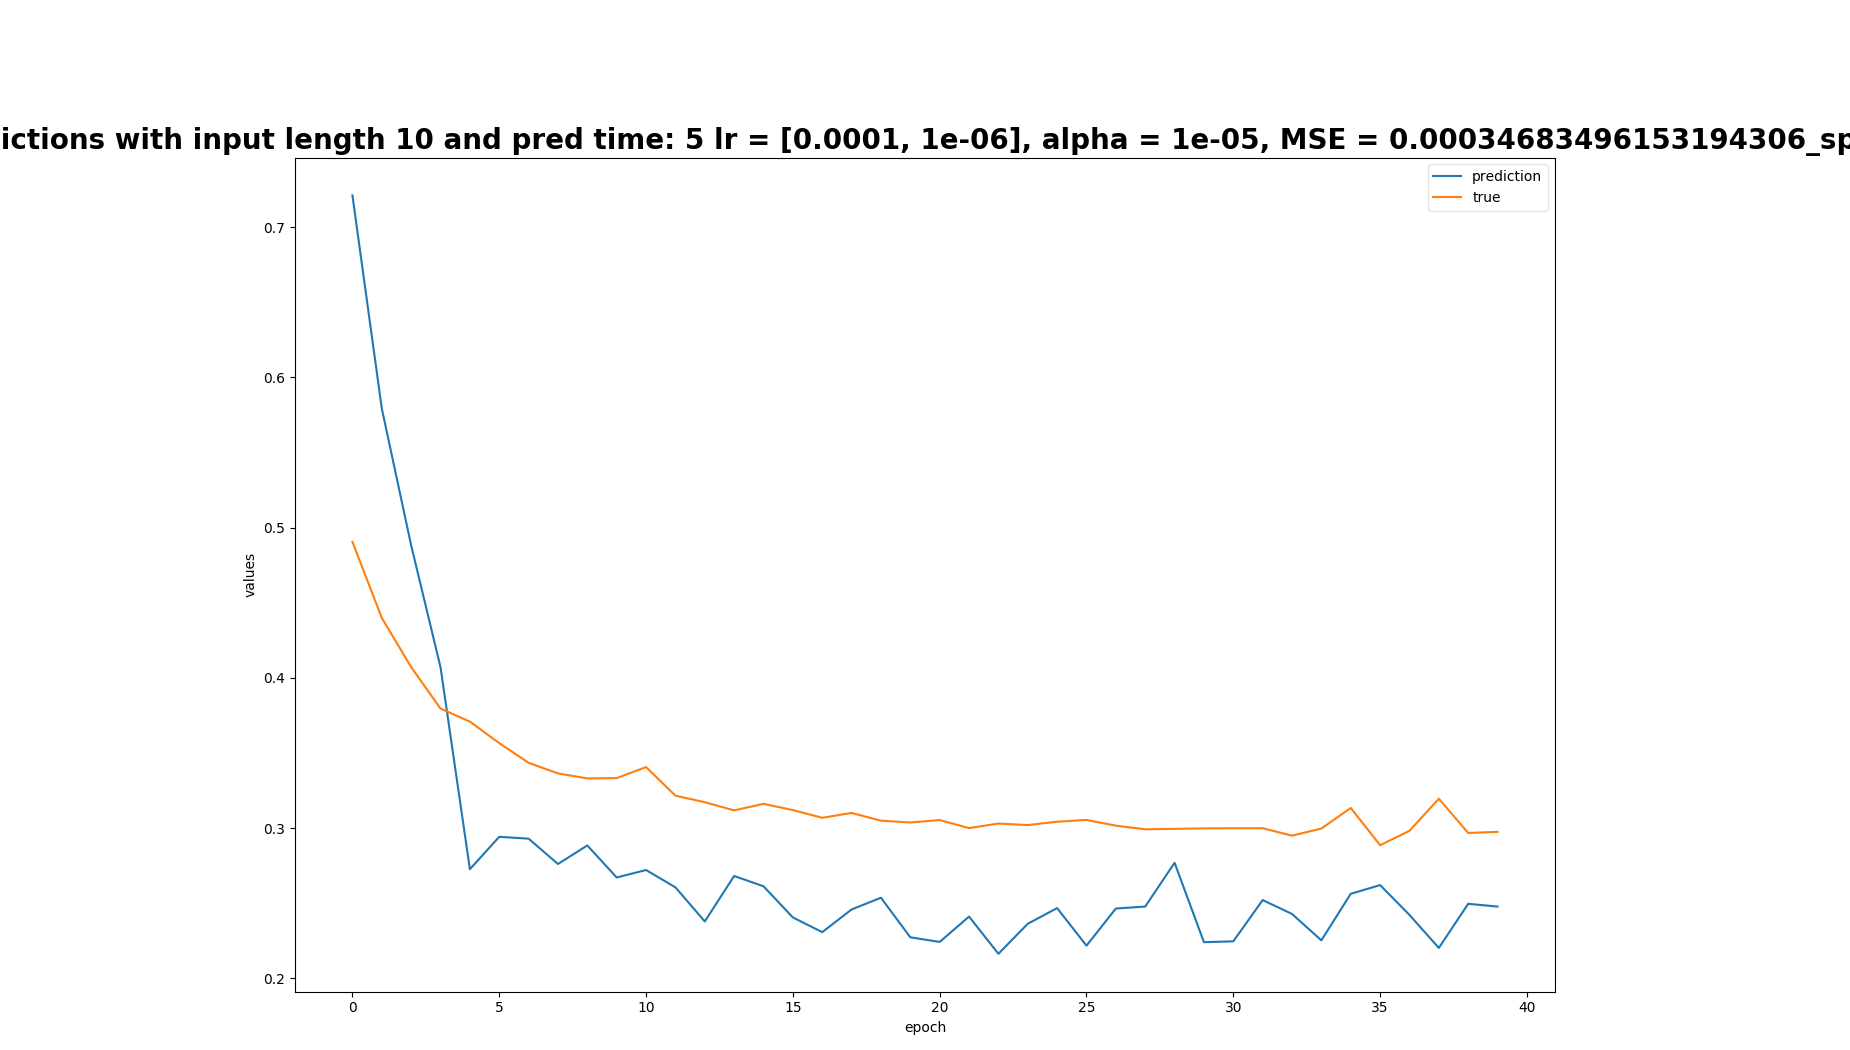 ictions with input length 10 and pred time: 5 lr = [0.0001, 1e-06], alpha = 1e-05, MSE = 0.00034683496153194306_sp
prediction
true
0.7
0.6
0.5
0.4
0.3
0.2
values
0 5 10 15 20 25 30 35 40
epoch